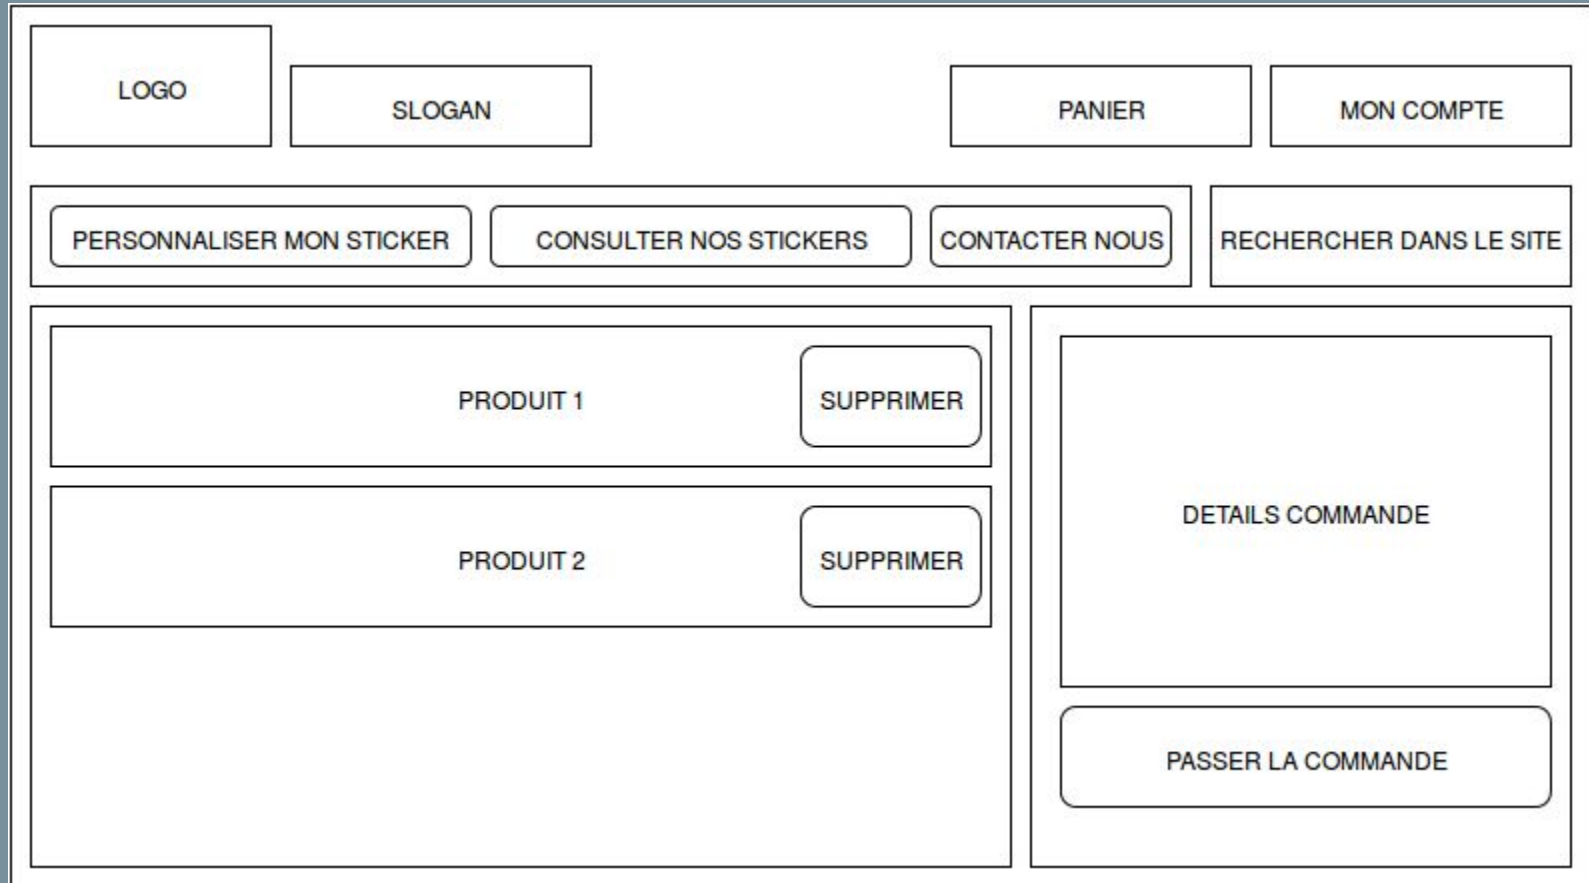 LOGO
SLOGAN
PANIER
MON COMPTE
PERSONNALISER MON STICKER
CONSULTER NOS STICKERS
CONTACTER NOUS
RECHERCHER DANS LE SITE
PRODUIT 1
SUPPRIMER
PRODUIT 2
SUPPRIMER
DETAILS COMMANDE
PASSER LA COMMANDE